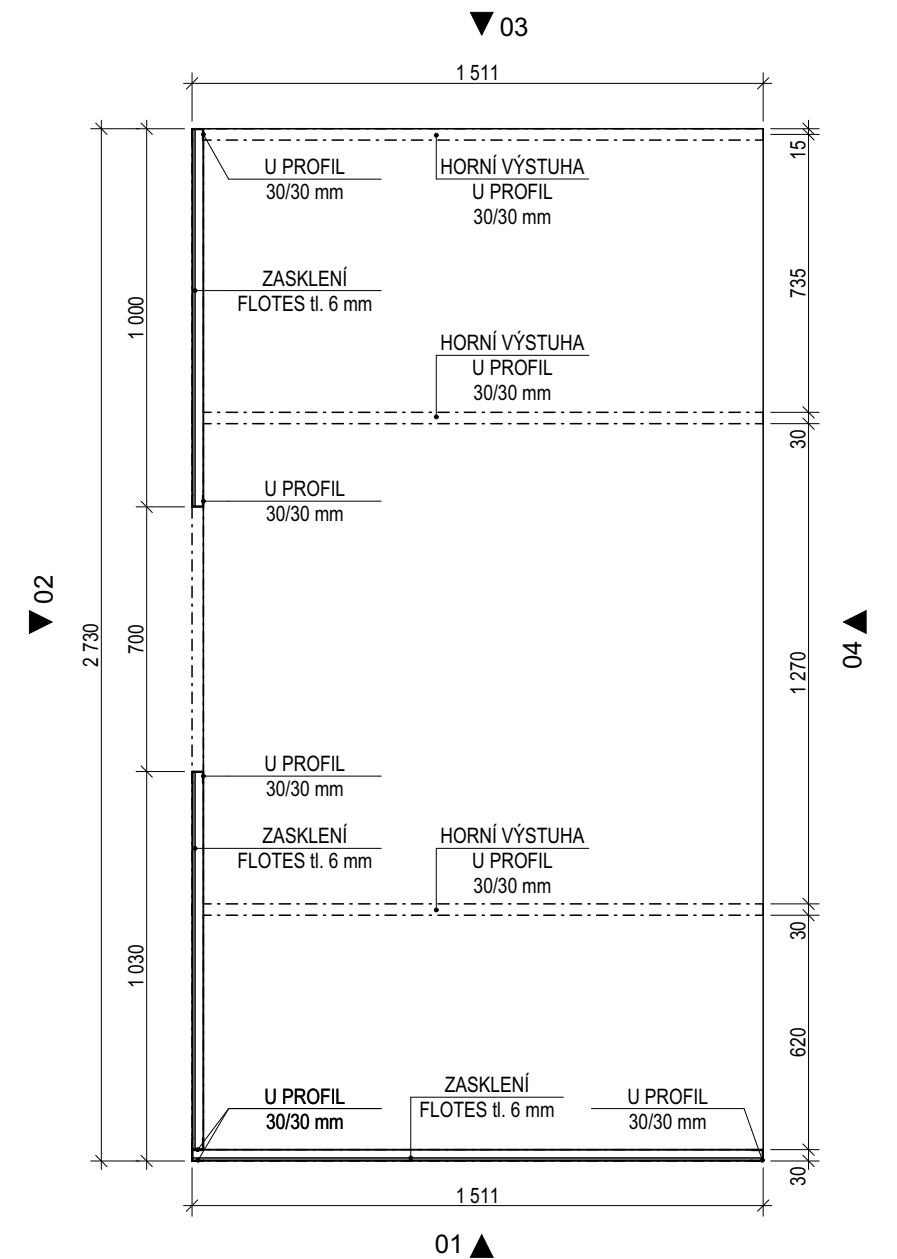 03
1 511
U PROFIL
30/30 mm
HORNÍ VÝSTUHA
U PROFIL
30/30 mm
15
ZASKLENÍ
FLOTES tl. 6 mm
735
1 000
HORNÍ VÝSTUHA
U PROFIL
30/30 mm
30
U PROFIL
30/30 mm
02
2 730
700
04
1 270
U PROFIL
30/30 mm
ZASKLENÍ
FLOTES tl. 6 mm
HORNÍ VÝSTUHA
U PROFIL
30/30 mm
30
1 030
620
U PROFIL
30/30 mm
ZASKLENÍ
FLOTES tl. 6 mm
U PROFIL
30/30 mm
30
1 511
01